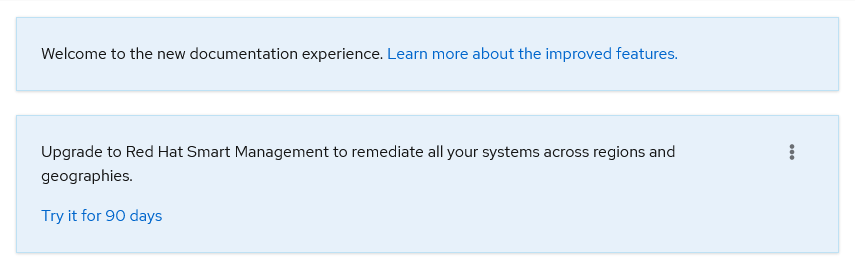 Welcome to the new documentation experience. Learn more about the improved features.
Upgrade to Red Hat Smart Management to remediate all your systems across regions and
geographies.
Try it for 90 days